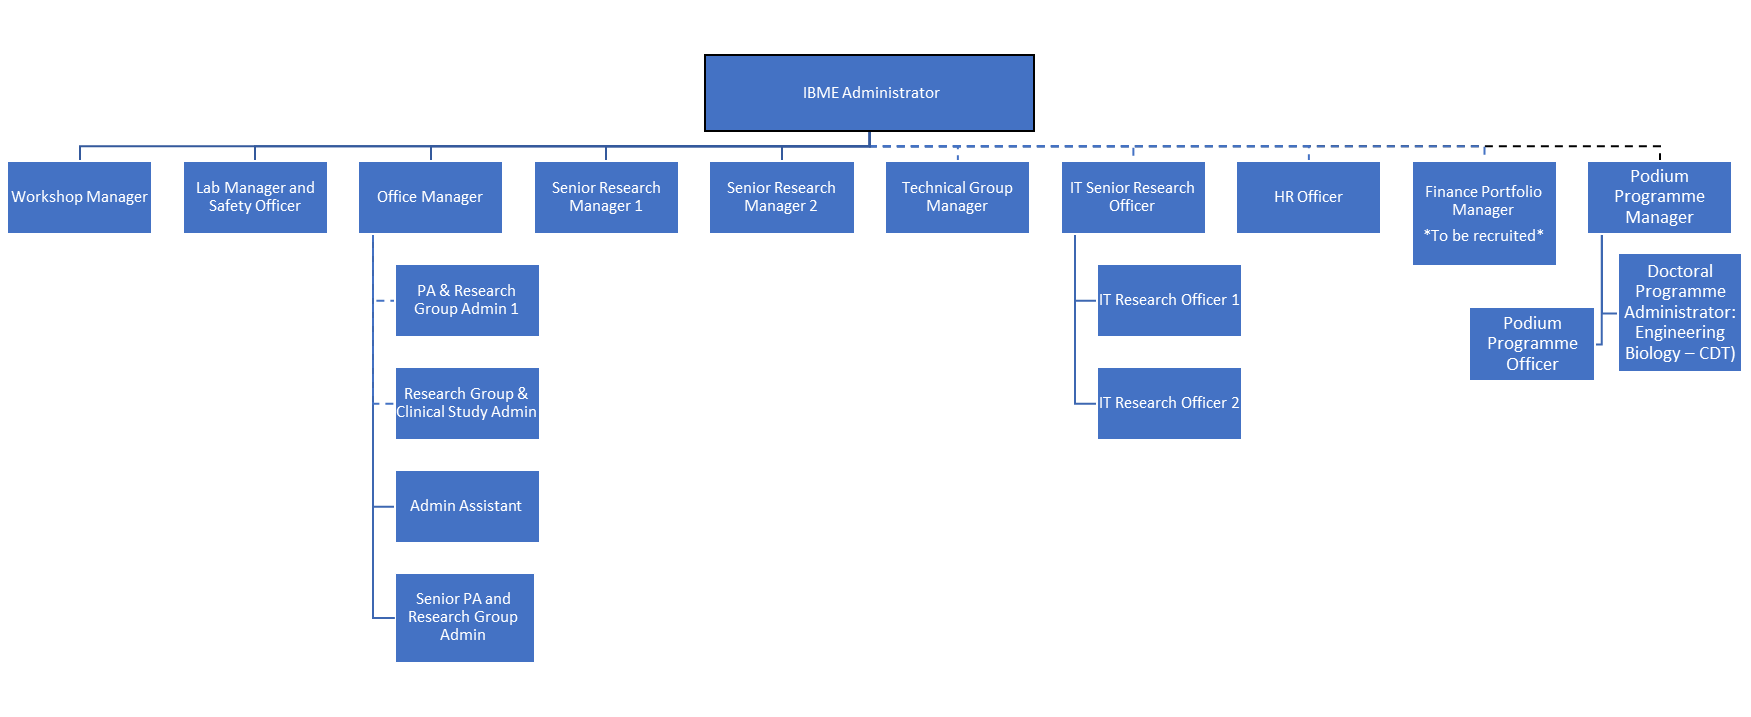 IBME Administrator
Workshop Manager
Lab Manager and
Safety Officer
Office Manager
Senior Research
Manager 1
Senior Research
Manager 2
Technical Group
Manager
IT Senior Research
Officer
HR Officer
Finance Portfolio
Manager
*To be recruited*
Podium
Programme
Manager
PA & Research
Group Admin 1
Research Group &
Clinical Study Admin
Admin Assistant
Senior PA and
Research Group
Admin
IT Research Officer 1
IT Research Officer 2
Podium
Programme
Officer
Doctoral
Programme
Administrator:
Engineering
Biology – CDT)